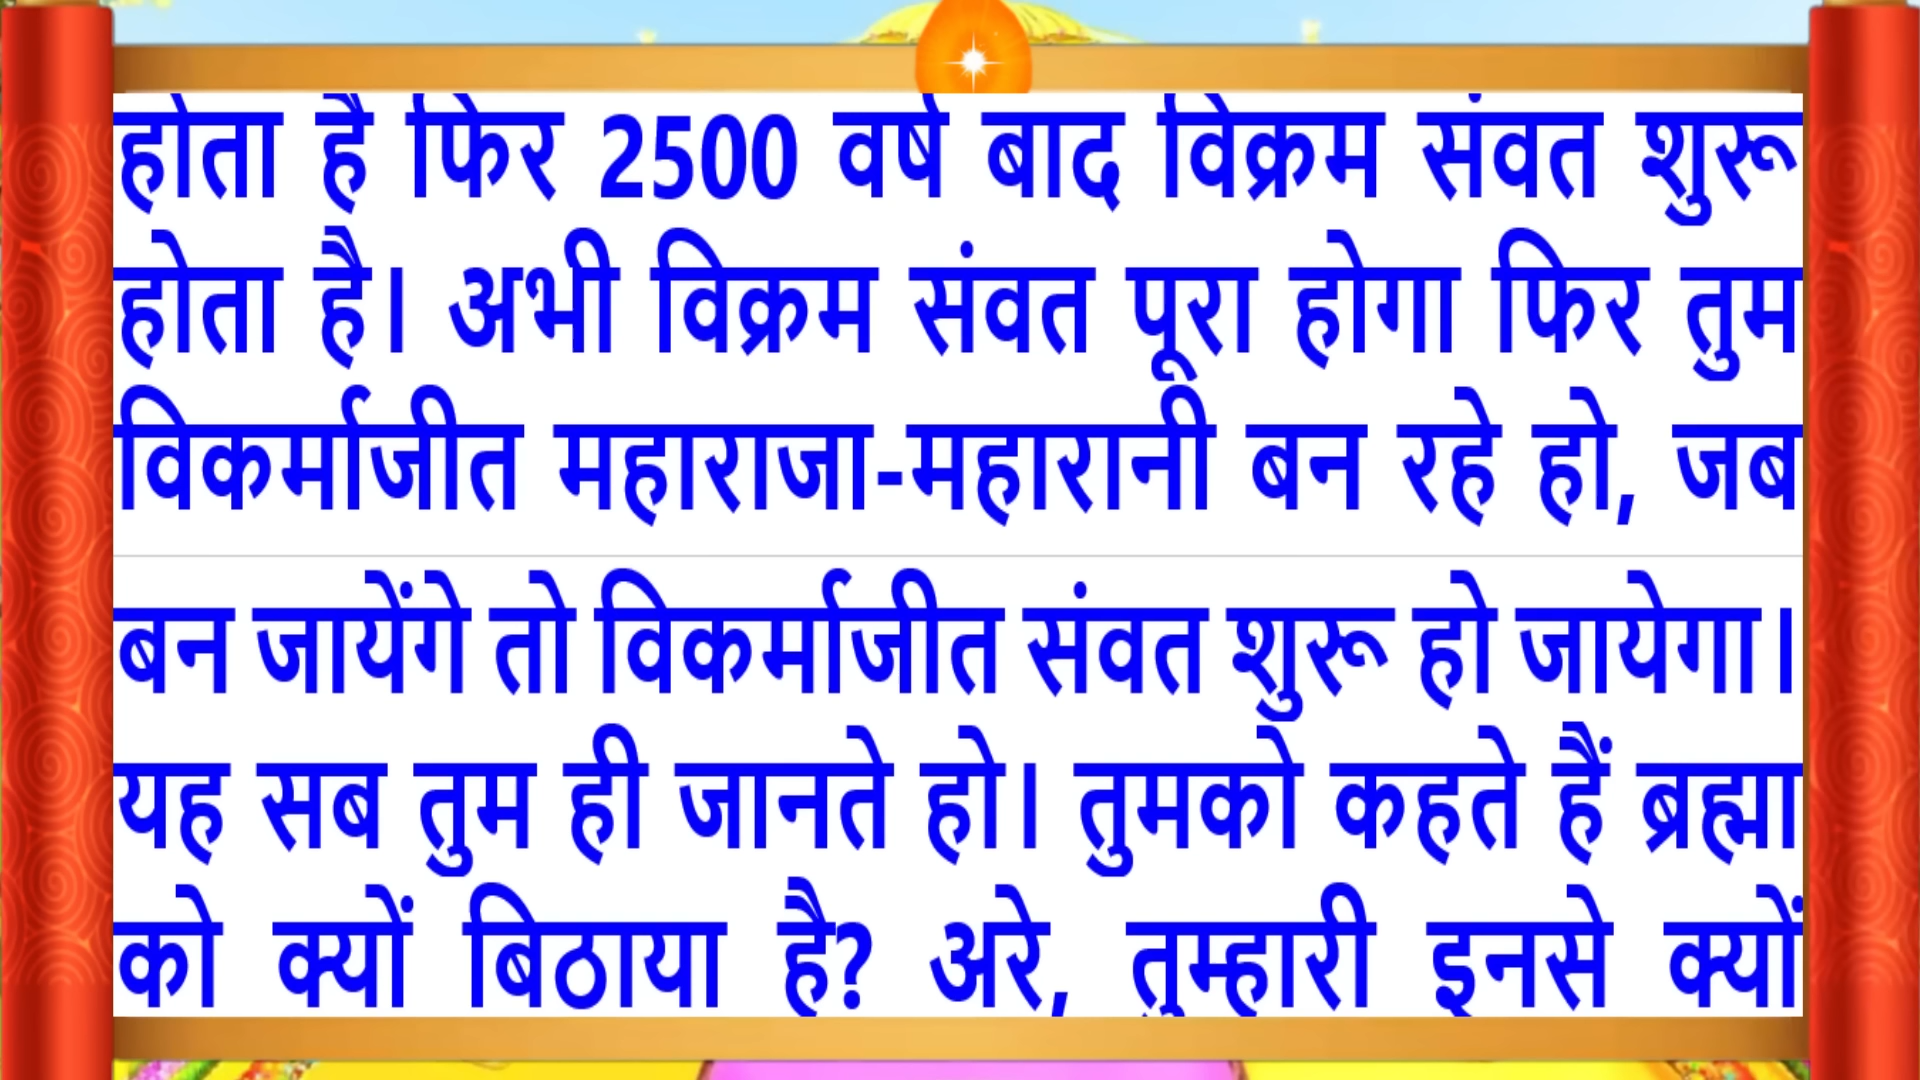 होता है फिर 2500 वर्ष बाद विक्रम संवत शुरू
होता है। अभी विक्रम संवत पूरा होगा फिर तुम
विकर्माजीत महाराजा-महारानी बन रहे हो, जब
बन जायेंगे तो विकर्माजीत संवत शुरू हो जायेगा।
यह सब तुम ही जानते हो। तुमको कहते हैं ब्रह्मा
को क्यों बिठाया है? अरे, तुम्हारी इनसे क्यों